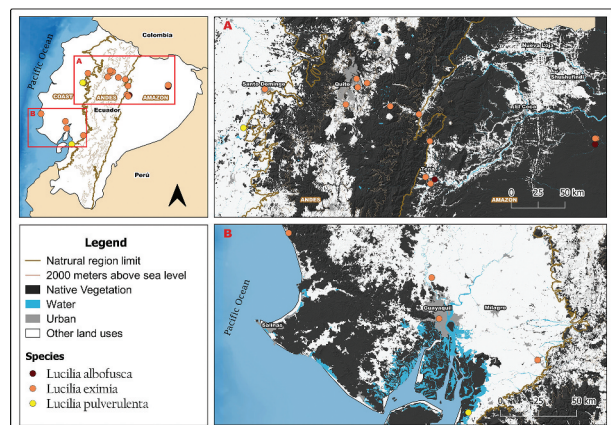 Colombia
Pacific Ocean
A
COAST
ANDES
AMAZON
Ecuador
B
Perú
A
Santo Domingo
Quito
Nueva Loja
Shushufindi
Tena
ANDES
AMAZON
0 25 50 km
Legend
Natrural region limit
2000 meters above sea level
Native Vegetation
Water
Urban
Other land uses
Species
Lucilia albofusca
Lucilia eximia
Lucilia pulverulenta
B
Pacific Ocean
Salinas
Guayaquil
Milagro
0 25 50 km